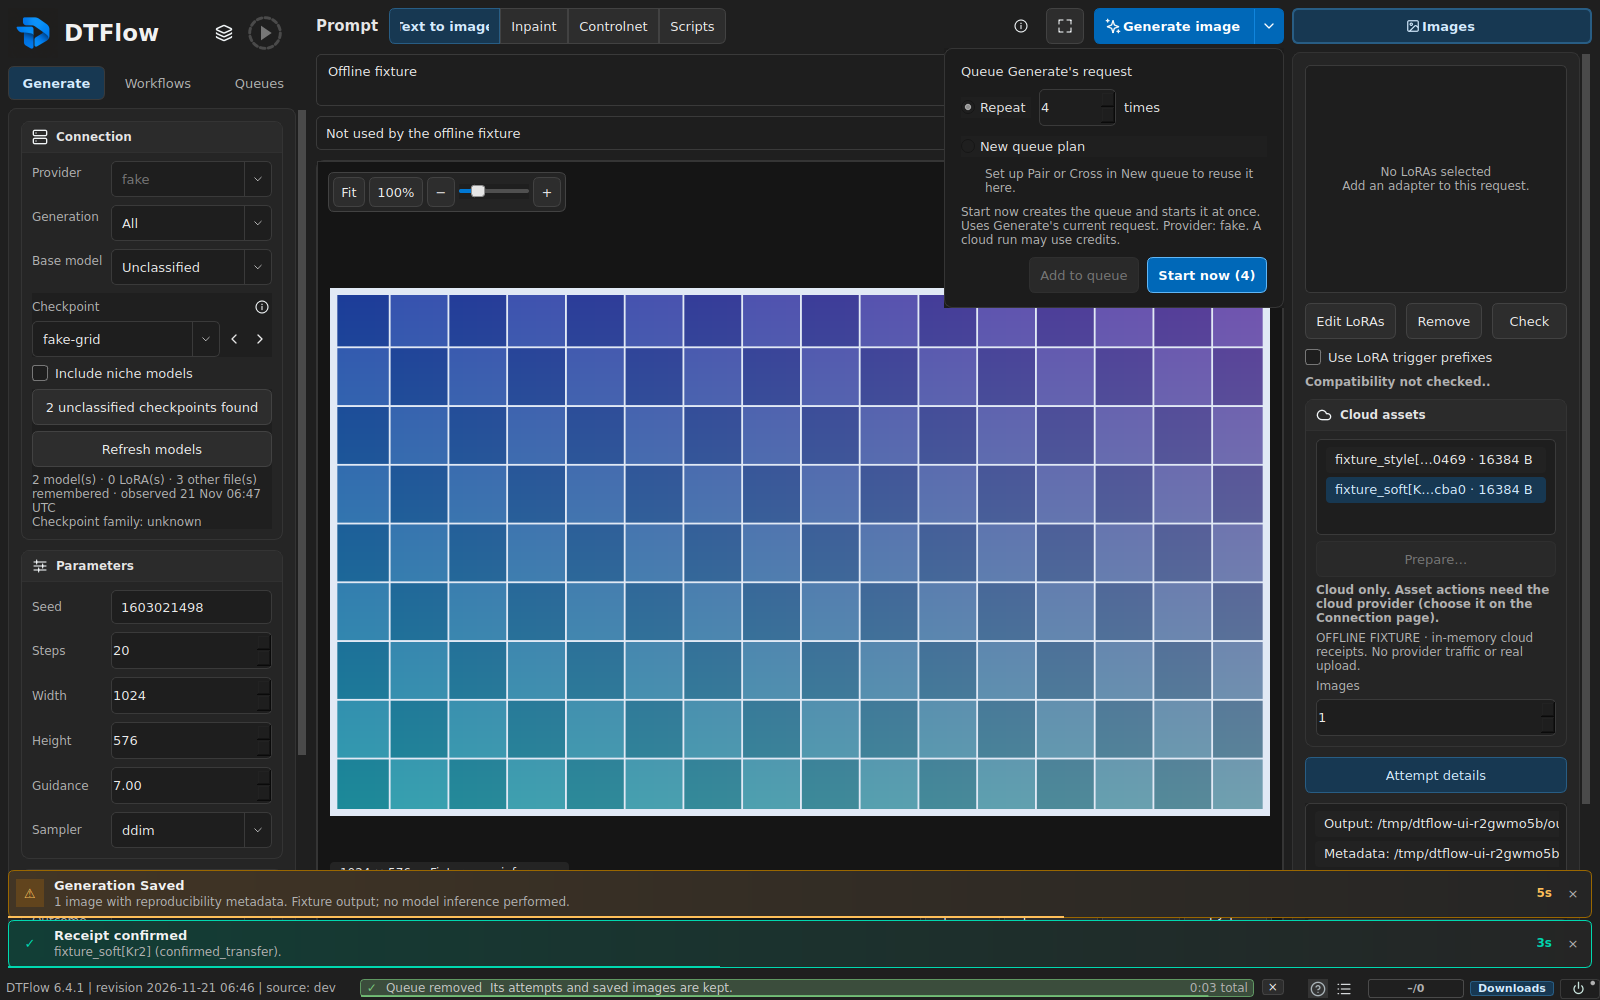 DTFlow
Prompt
Text to image
Inpaint
Controlnet
Scripts
Generate image
Images
Generate
Workflows
Queues
Offline fixture
Not used by the offline fixture
Queue Generate's request
Repeat
4
times
New queue plan
Set up Pair or Cross in New queue to reuse it
here.
Start now creates the queue and starts it at once.
Uses Generate's current request. Provider: fake. A
cloud run may use credits.
Add to queue
Start now (4)
Connection
Provider
fake
Generation
All
Base model
Unclassified
Checkpoint
fake-grid
Include niche models
2 unclassified checkpoints found
Refresh models
2 model(s) · 0 LoRA(s) · 3 other file(s)
remembered · observed 21 Nov 06:47
UTC
Checkpoint family: unknown
Parameters
Seed
1603021498
Steps
20
Width
1024
Height
576
Guidance
7.00
Sampler
ddim
Fit
100%
−
+
No LoRAs selected
Add an adapter to this request.
Edit LoRAs
Remove
Check
Use LoRA trigger prefixes
Compatibility not checked..
Cloud assets
fixture_style[...0469 · 16384 B
fixture_soft[K...cba0 · 16384 B
Prepare...
Cloud only. Asset actions need the
cloud provider (choose it on the
Connection page).
OFFLINE FIXTURE · in-memory cloud
receipts. No provider traffic or real
upload.
Images
1
Attempt details
Output: /tmp/dtflow-ui-r2gwmo5b/ou
Metadata: /tmp/dtflow-ui-r2gwmo5b
Generation Saved
1 image with reproducibility metadata. Fixture output; no model inference performed.
5s
Receipt confirmed
fixture_soft[Kr2] (confirmed_transfer).
3s
DTFlow 6.4.1 | revision 2026-11-21 06:46 | source: dev
✓ Queue removed Its attempts and saved images are kept.
0:03 total
–/0
Downloads